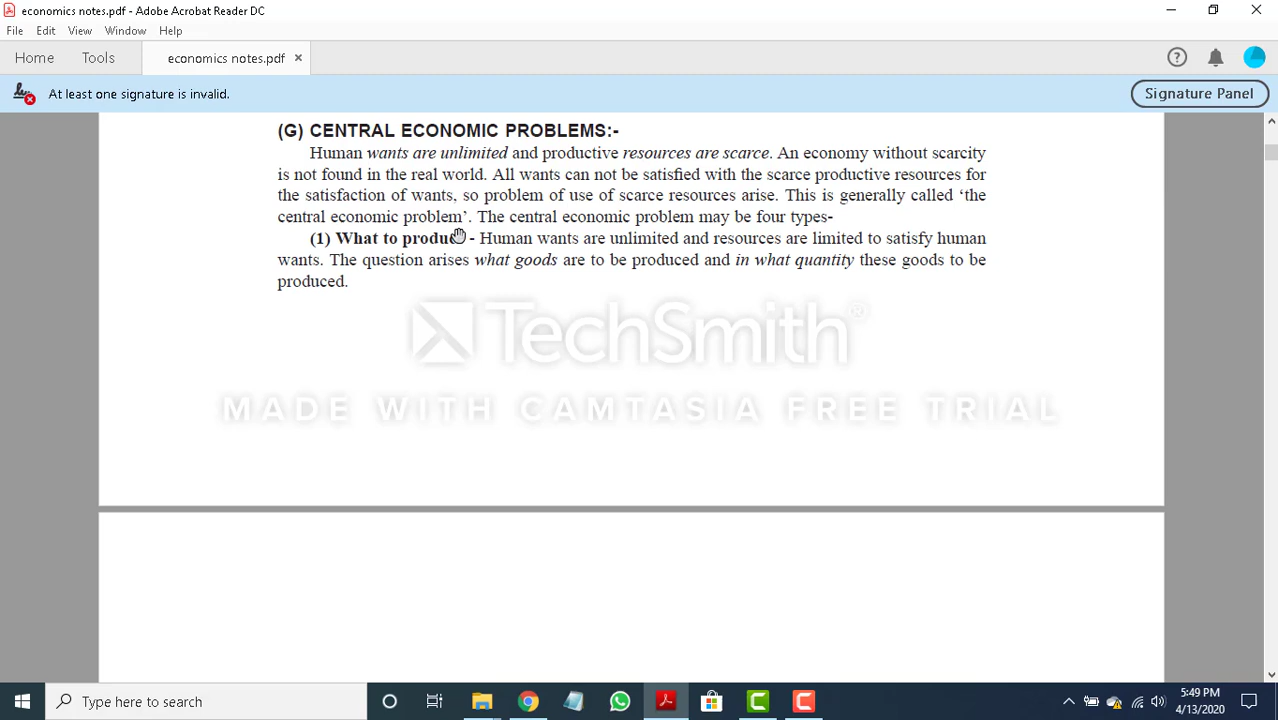 economics notes.pdf - Adobe Acrobat Reader DC
File Edit View Window Help
Home Tools economics notes.pdf ×
At least one signature is invalid.
Signature Panel
(G) CENTRAL ECONOMIC PROBLEMS:-
Human wants are unlimited and productive resources are scarce. An economy without scarcity
is not found in the real world. All wants can not be satisfied with the scarce productive resources for
the satisfaction of wants, so problem of use of scarce resources arise. This is generally called ‘the
central economic problem’. The central economic problem may be four types-
(1) What to produce - Human wants are unlimited and resources are limited to satisfy human
wants. The question arises what goods are to be produced and in what quantity these goods to be
produced.
TechSmith®
MADE WITH CAMTASIA FREE TRIAL
Type here to search
5:49 PM
4/13/2020